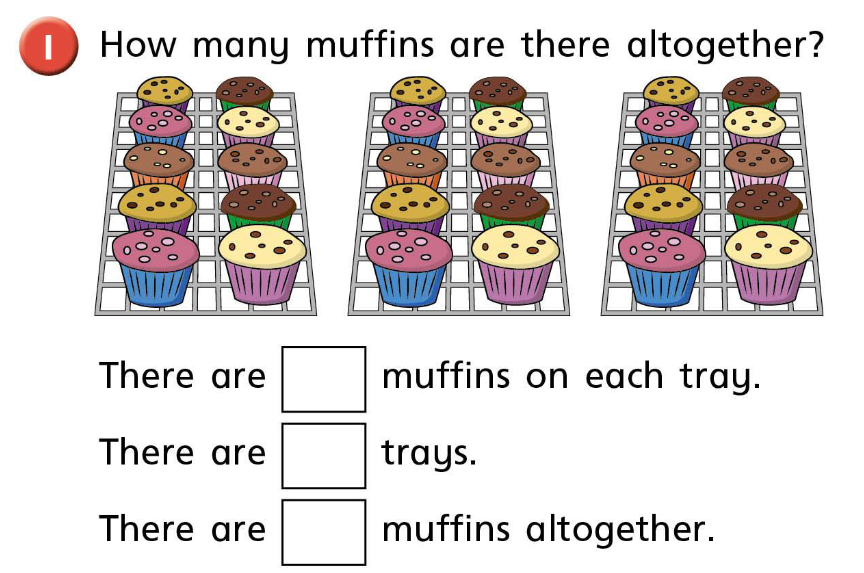 1 How many muffins are there altogether?
There are muffins on each tray.
There are trays.
There are muffins altogether.